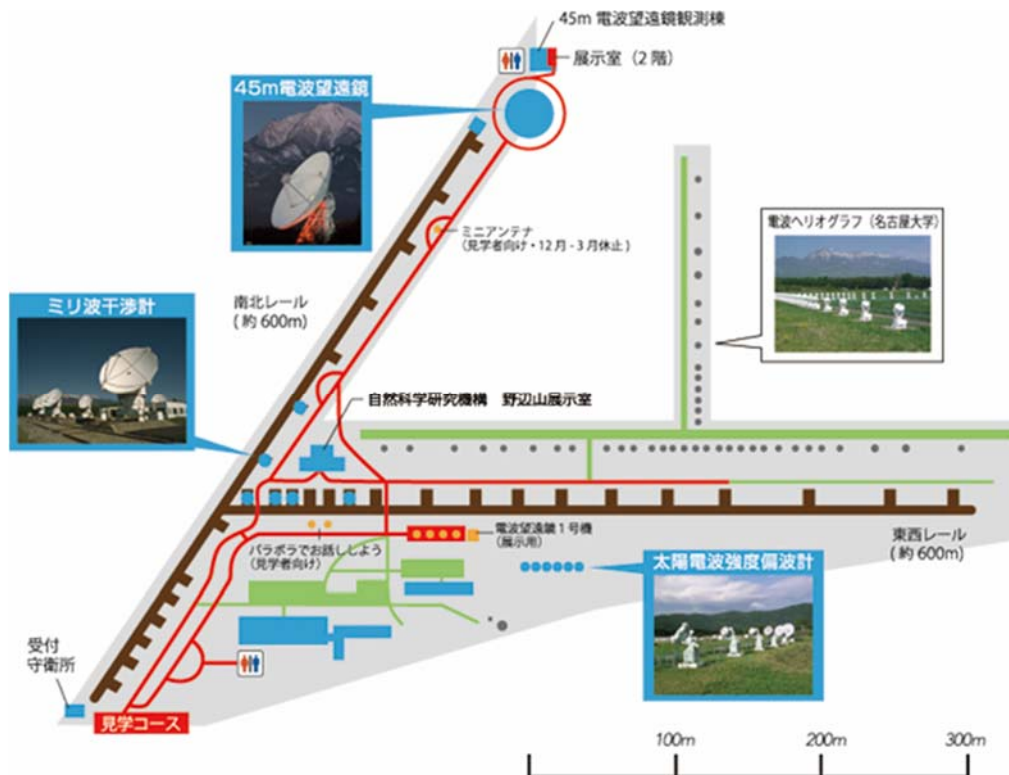 45m 電波望遠鏡観測棟
展示室（2 階）
45m電波望遠鏡
ミニアンテナ
（見学者向け・12 月 - 3 月休止 )
電波ヘリオグラフ（名古屋大学）
南北レール
( 約 600m)
ミリ波干渉計
自然科学研究機構　野辺山展示室
電波望遠鏡 1 号機
（展示用）
東西レール
( 約 600m)
パラボラでお話ししよう
（見学者向け）
太陽電波強度偏波計
受付
守衛所
見学コース
100m
200m
300m